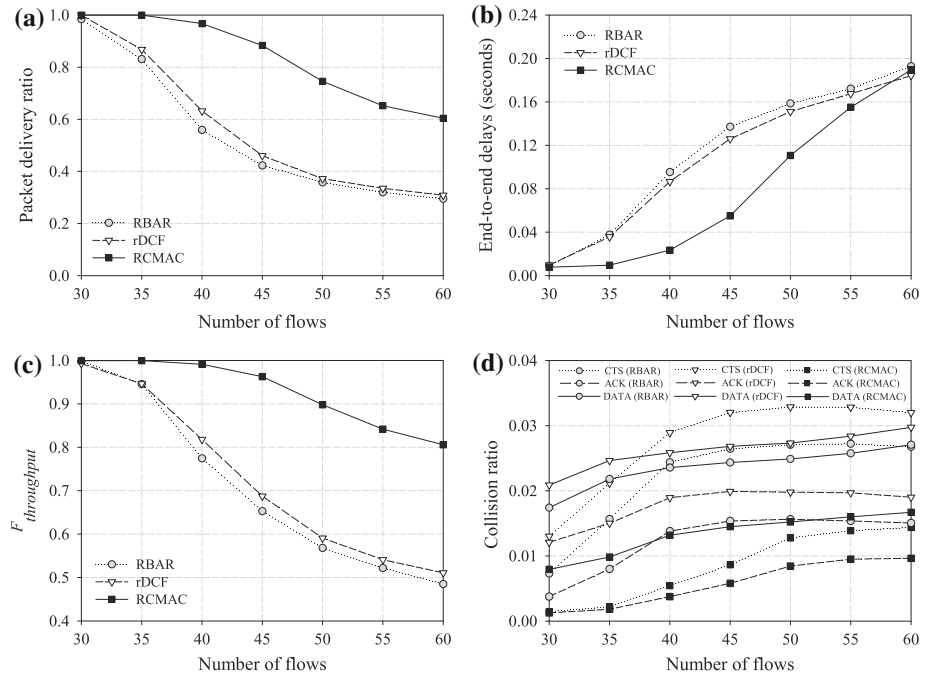 (a)
1.0
0.8
0.6
0.4
0.2
0.0
Packet delivery ratio
RBAR
rDCF
RCMAC
30 35 40 45 50 55 60
Number of flows
(b)
0.24
0.20
0.16
0.12
0.08
0.04
0.00
End-to-end delays (seconds)
RBAR
rDCF
RCMAC
30 35 40 45 50 55 60
Number of flows
(c)
1.0
0.9
0.8
0.7
0.6
0.5
0.4
F throughput
RBAR
rDCF
RCMAC
30 35 40 45 50 55 60
Number of flows
(d)
0.04
0.03
0.02
0.01
0.00
Collision ratio
CTS (RBAR) CTS (rDCF) CTS (RCMAC)
ACK (RBAR) ACK (rDCF) ACK (RCMAC)
DATA (RBAR) DATA (rDCF) DATA (RCMAC)
30 35 40 45 50 55 60
Number of flows